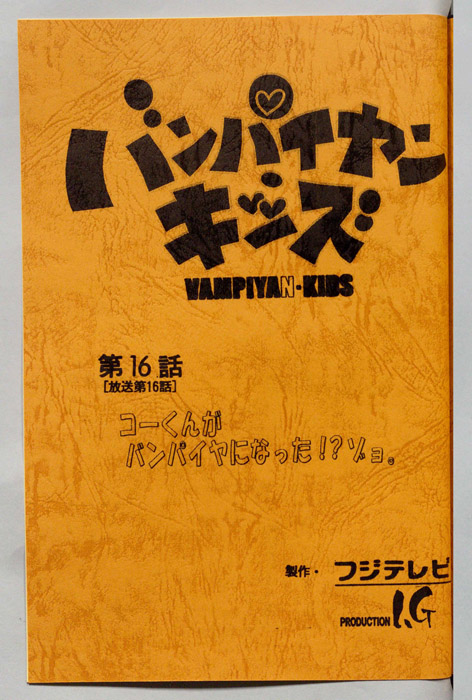 バンパイヤン
キッズ
VAMPIYAN・KIDS
第16話
[放送第16話]
コーくんが
バンパイヤになった!?ゾョ。
製作・フジテレビ
PRODUCTION I.G